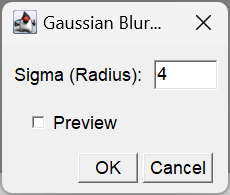 Gaussian Blur...
Sigma (Radius): 4
Preview
OK Cancel